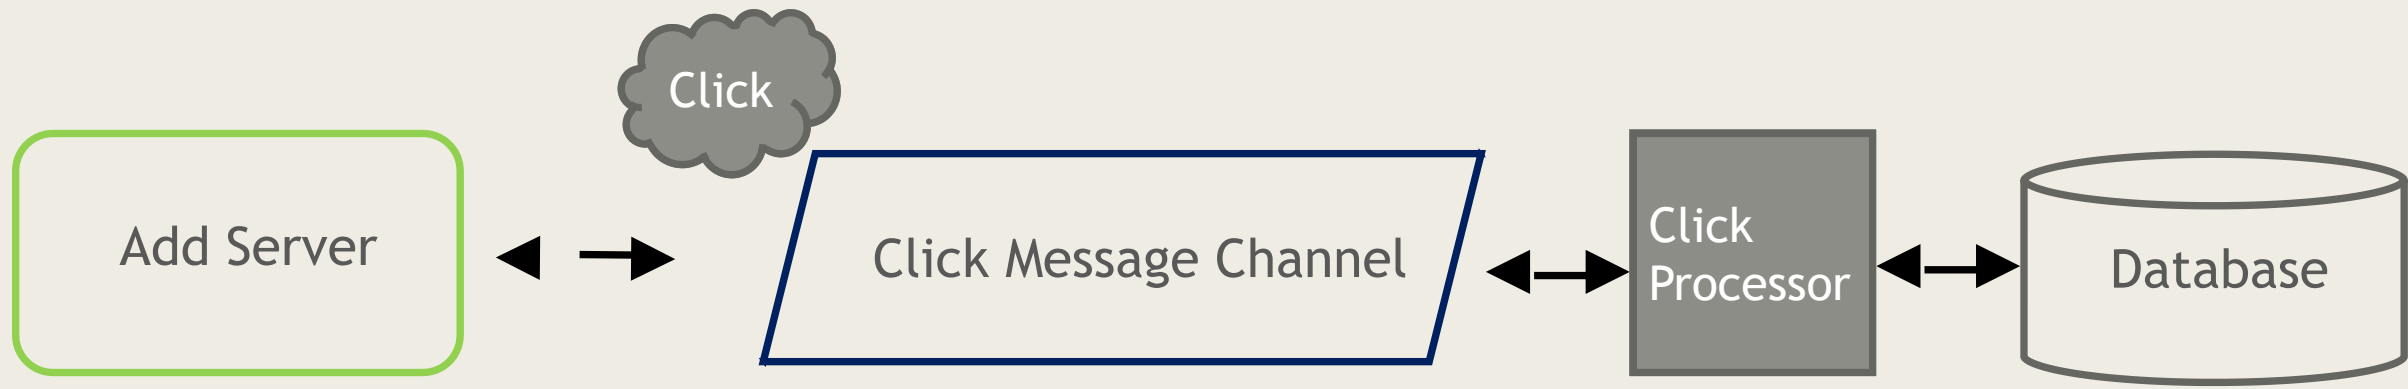 Click
Add Server
Click Message Channel
Click
Processor
Database